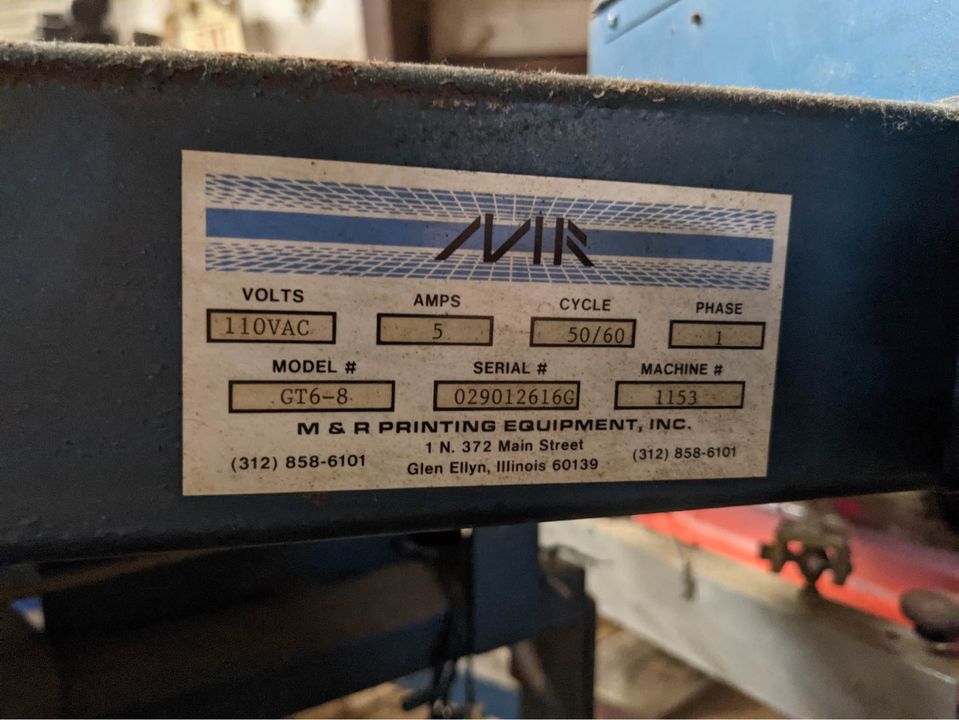 M&R
VOLTS AMPS CYCLE PHASE
110VAC 5 50/60 1
MODEL # SERIAL # MACHINE #
GT6-8 029012616G 1153
M & R PRINTING EQUIPMENT, INC.
1 N. 372 Main Street
(312) 858-6101 Glen Ellyn, Illinois 60139 (312) 858-6101